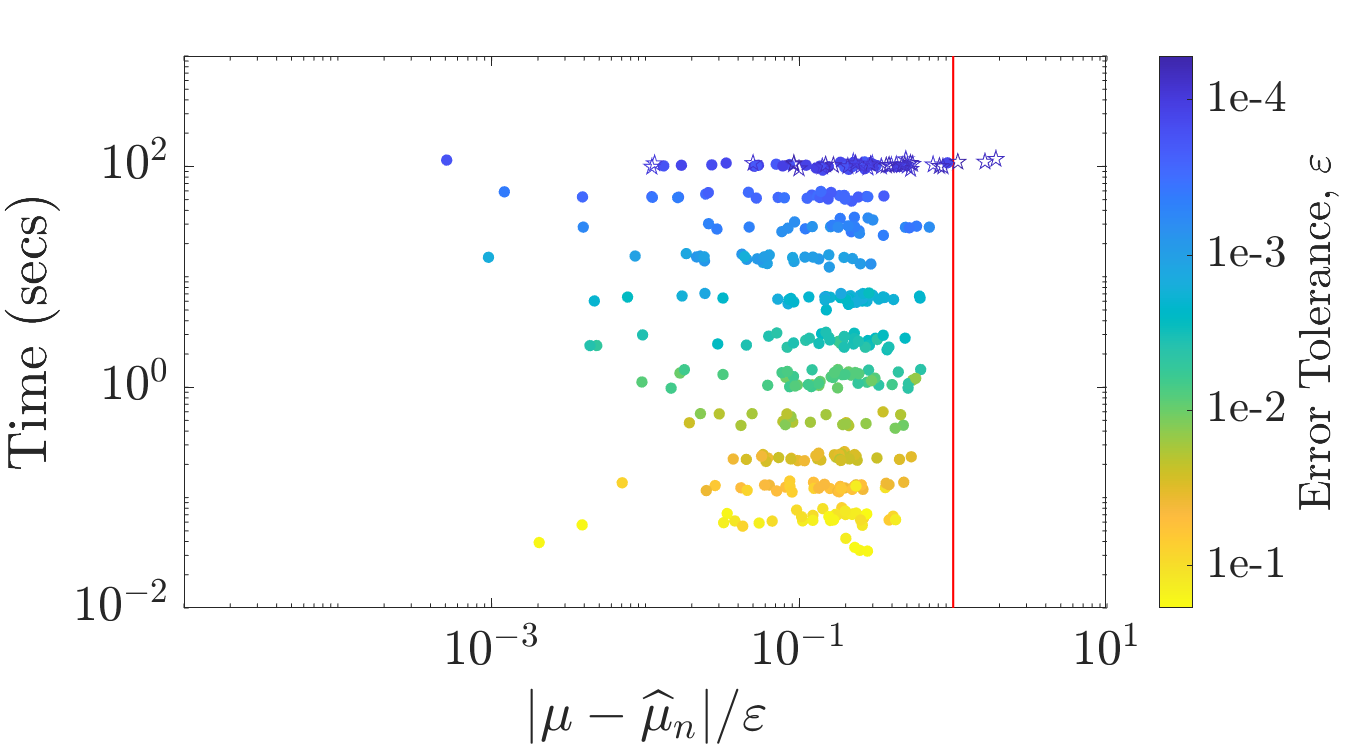 10^2
10^0
10^{-2}
Time (secs)
10^{-3}
10^{-1}
10^1
|μ − \hat{μ}_n|/ε
1e-4
1e-3
1e-2
1e-1
Error Tolerance, ε